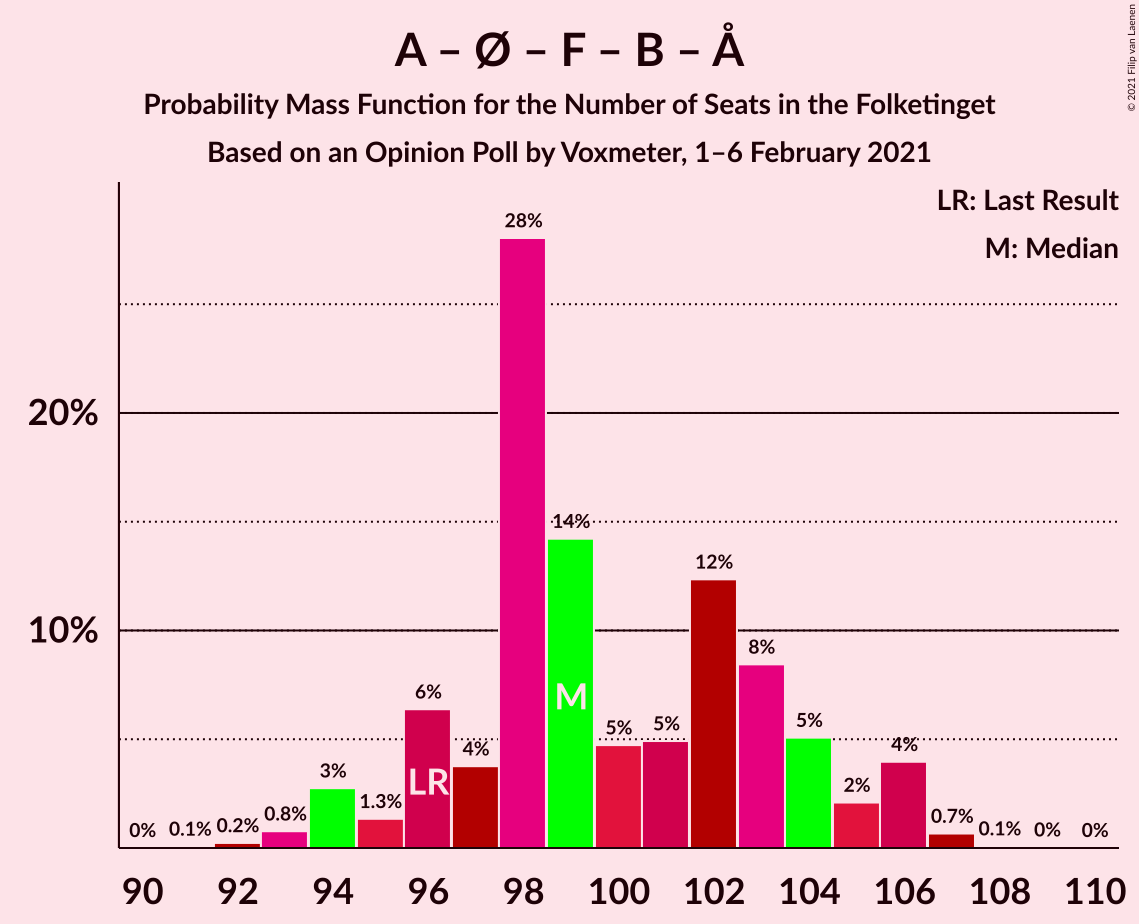 A – Ø – F – B – Å
Probability Mass Function for the Number of Seats in the Folketinget
Based on an Opinion Poll by Voxmeter, 1–6 February 2021
© 2021 Filip van Laenen
LR: Last Result
M: Median
20%
10%
0%
0.1%
0.2%
0.8%
3%
1.3%
6%
4%
28%
14%
5%
5%
12%
8%
5%
2%
4%
0.7%
0.1%
0%
0%
LR
M
90 92 94 96 98 100 102 104 106 108 110